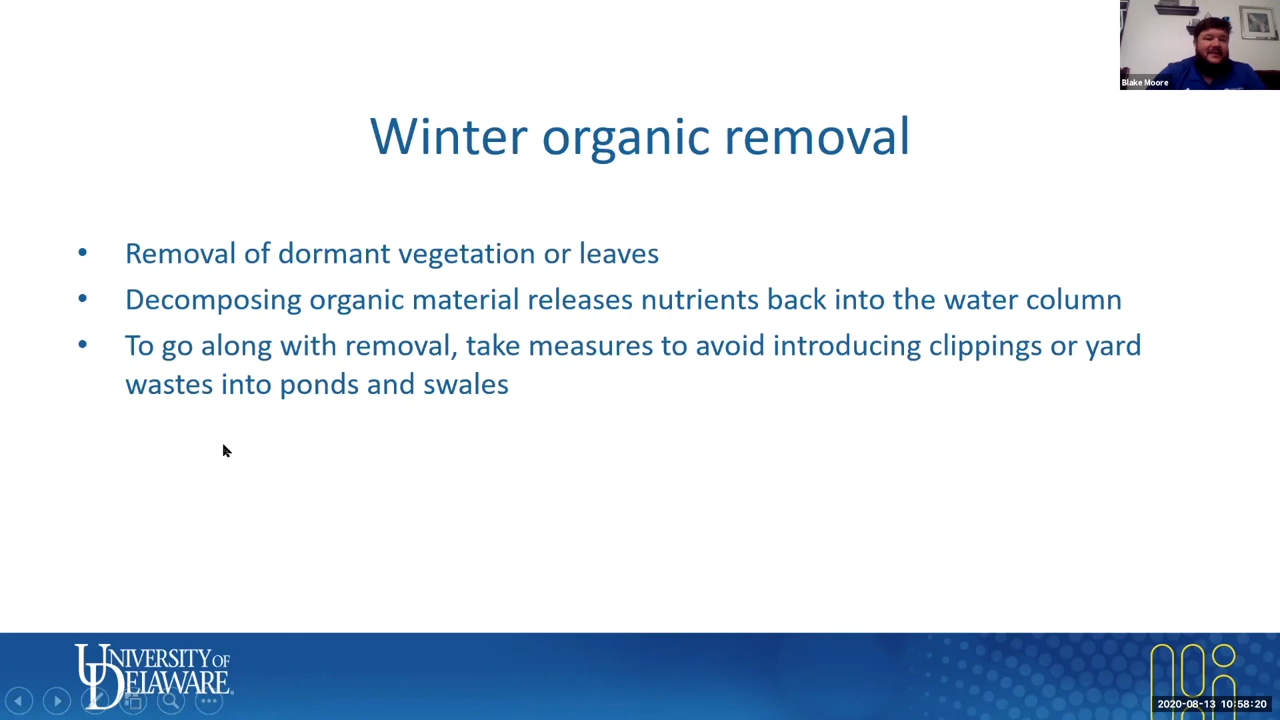 Blake Moore
Winter organic removal
• Removal of dormant vegetation or leaves
• Decomposing organic material releases nutrients back into the water column
• To go along with removal, take measures to avoid introducing clippings or yard
wastes into ponds and swales
UNIVERSITY OF
DELAWARE
2020-08-13 10:58:20